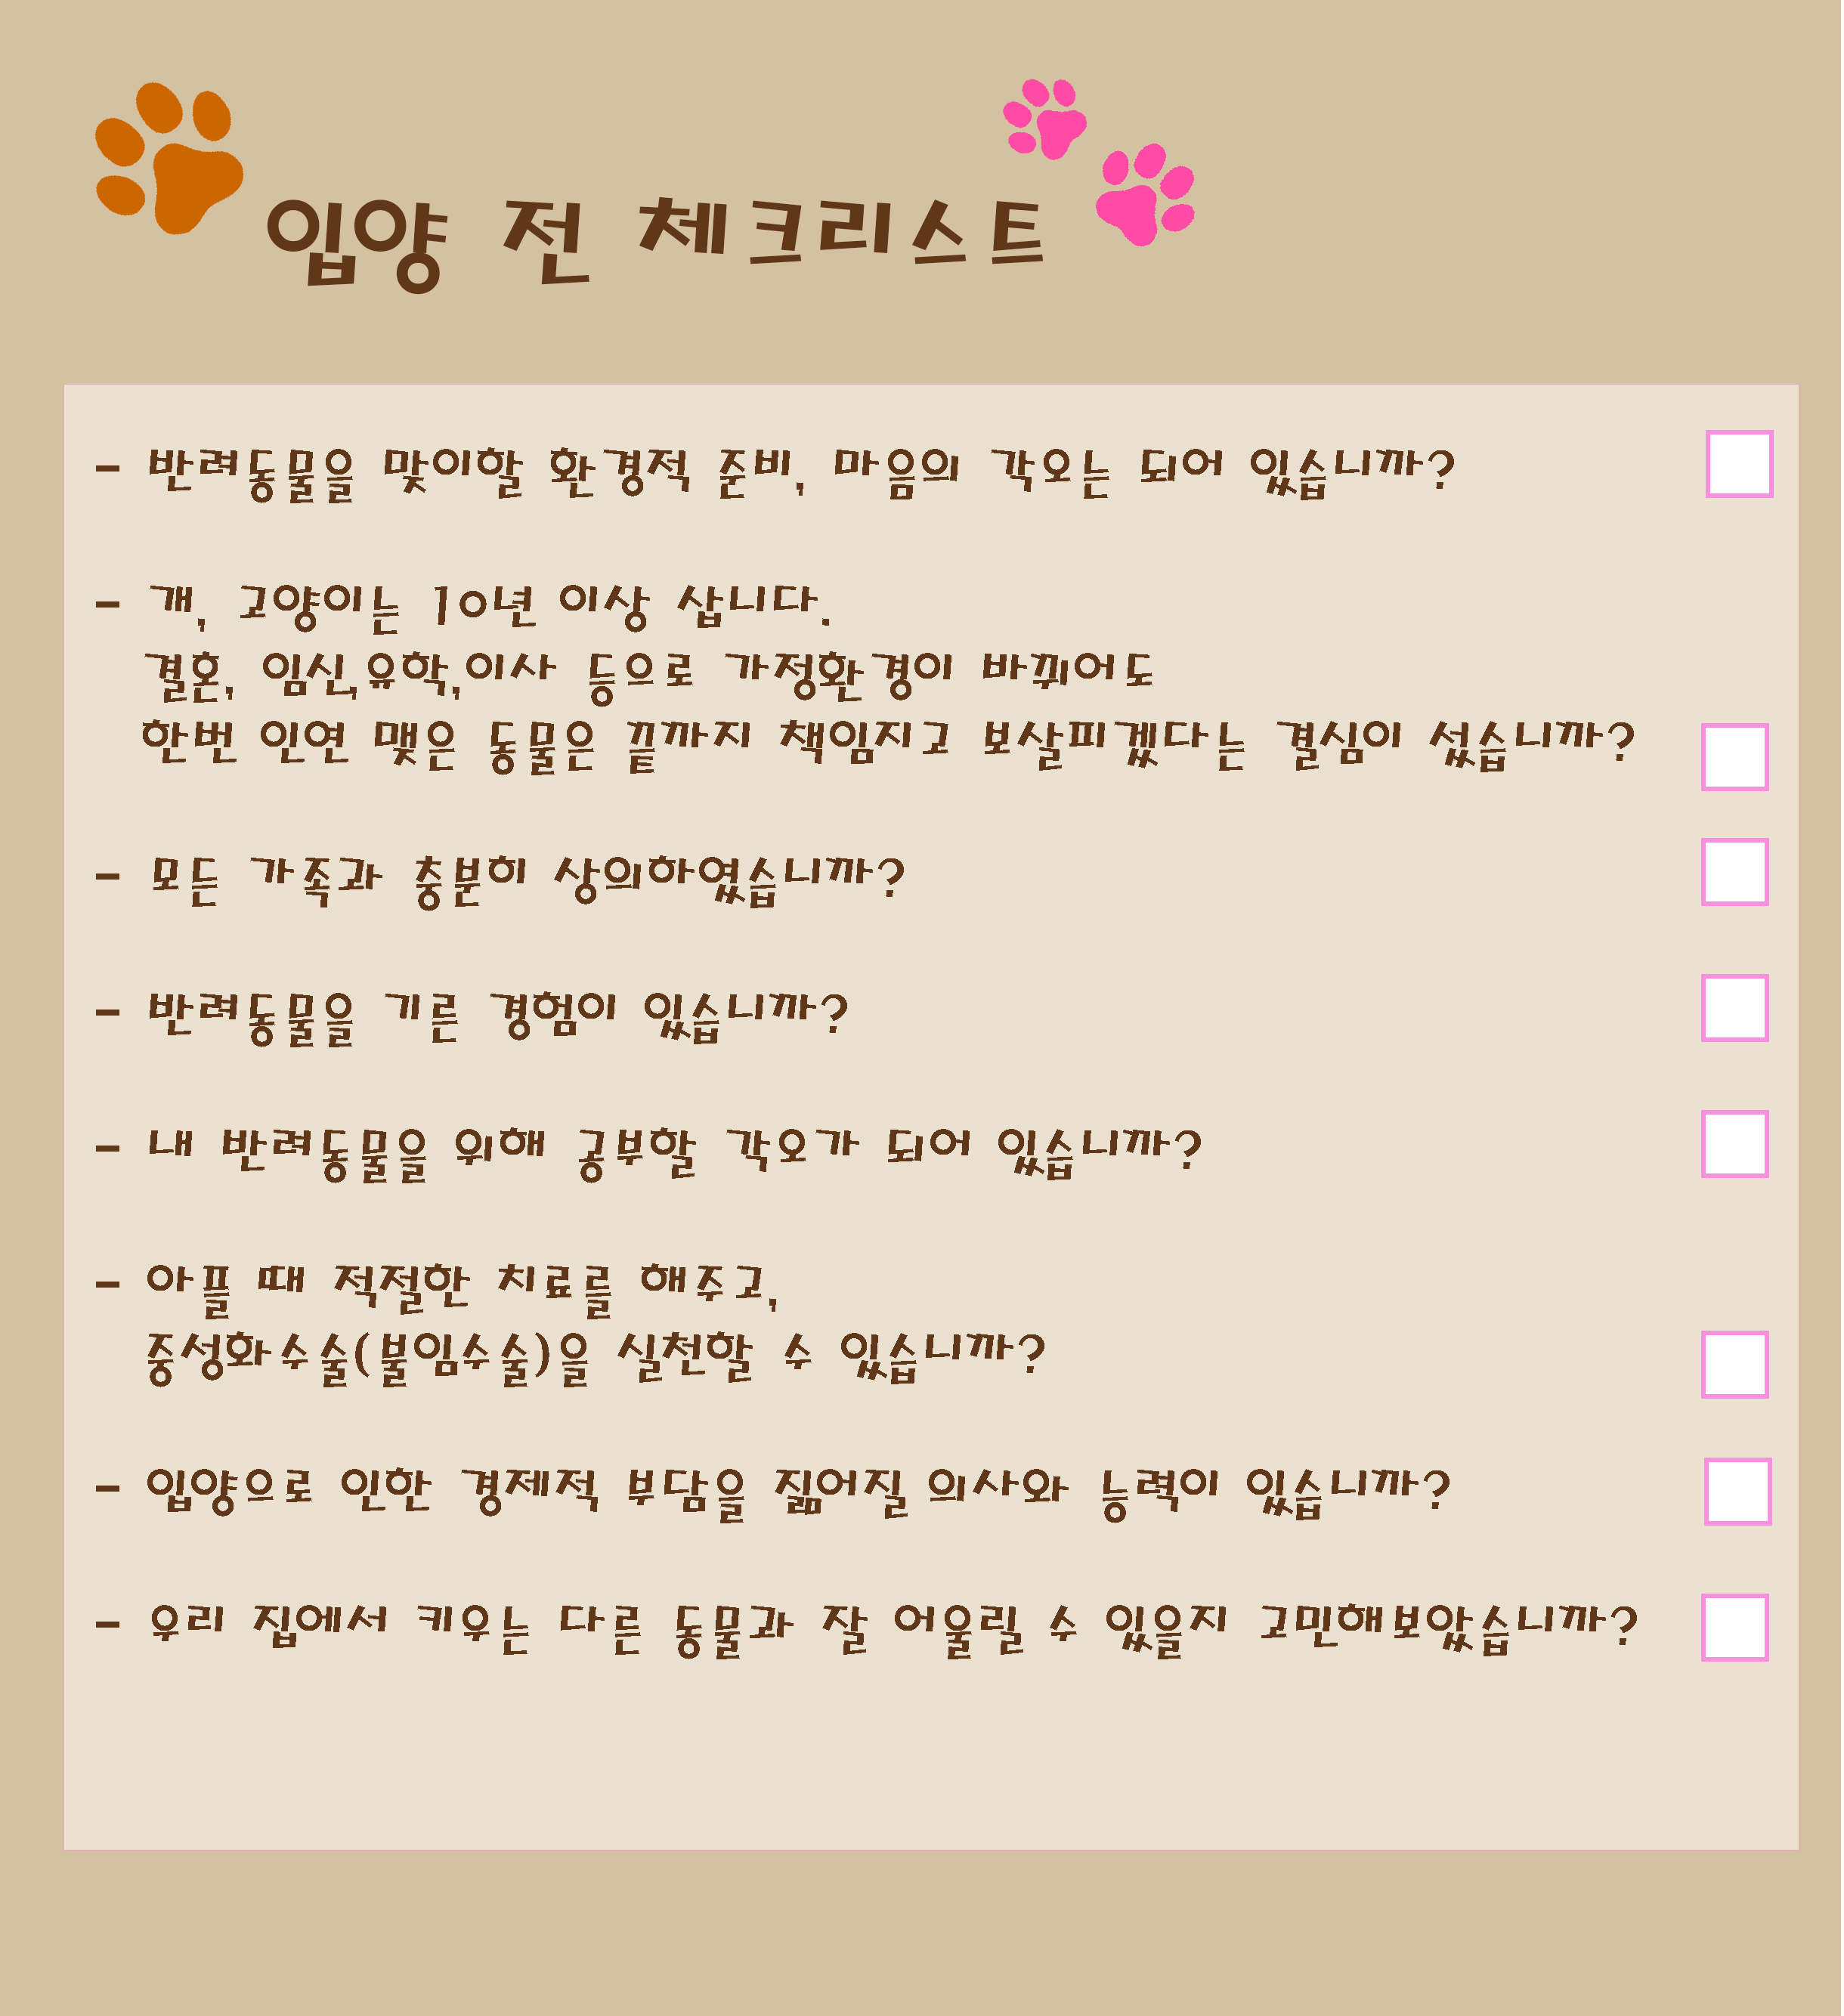 입양 전 체크리스트
- 반려동물을 맞이할 환경적 준비, 마음의 각오는 되어 있습니까?
- 개, 고양이는 10년 이상 삽니다.
결혼, 임신,유학,이사 등으로 가정환경이 바뀌어도
한번 인연 맺은 동물은 끝까지 책임지고 보살피겠다는 결심이 섰습니까?
- 모든 가족과 충분히 상의하였습니까?
- 반려동물을 기른 경험이 있습니까?
- 내 반려동물을 위해 공부할 각오가 되어 있습니까?
- 아플 때 적절한 치료를 해주고,
중성화수술(불임수술)을 실천할 수 있습니까?
- 입양으로 인한 경제적 부담을 짊어질 의사와 능력이 있습니까?
- 우리 집에서 키우는 다른 동물과 잘 어울릴 수 있을지 고민해보았습니까?